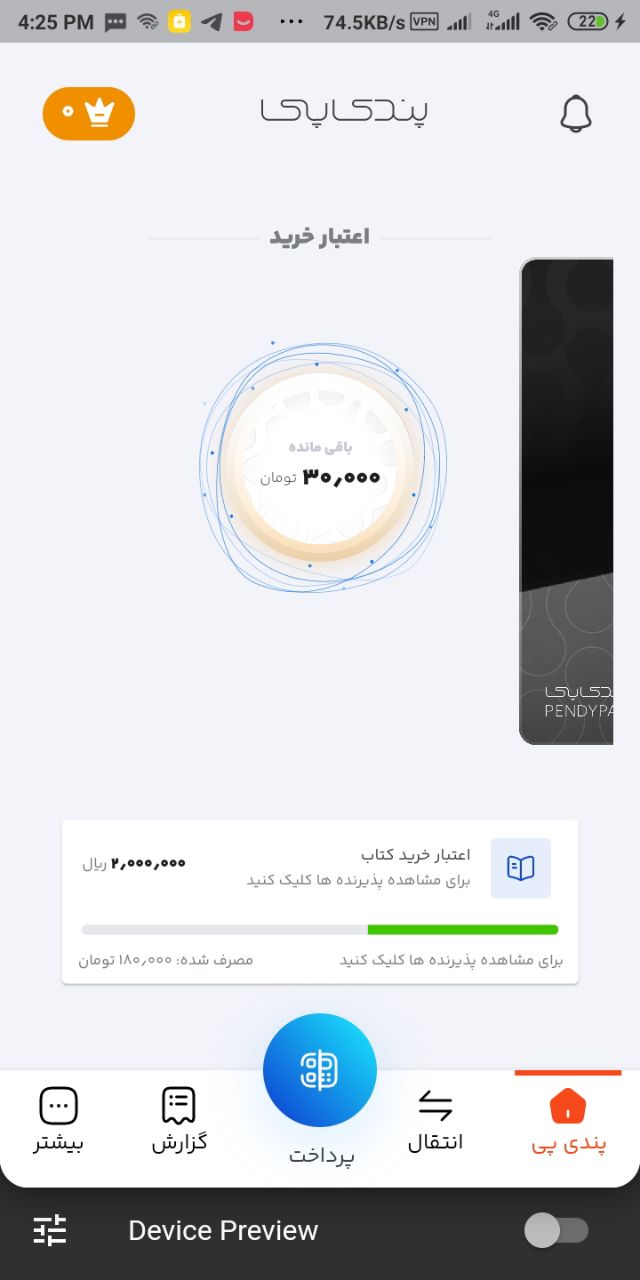 4:25 PM
74.5KB/s VPN 4G 22
۰
پندی‌پی
اعتبار خرید
باقی مانده
۳۰٫۰۰۰ تومان
پندی‌پی
PENDYPA
اعتبار خرید کتاب
۲٫۰۰۰٫۰۰۰ ریال
برای مشاهده پذیرنده ها کلیک کنید
برای مشاهده پذیرنده ها کلیک کنید
مصرف شده: ۱۸۰٫۰۰۰ تومان
پندی پی
انتقال
پرداخت
گزارش
بیشتر
Device Preview